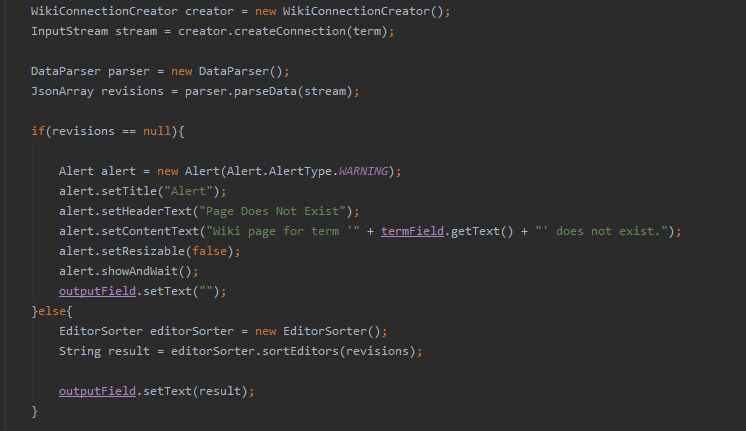 WikiConnectionCreator creator = new WikiConnectionCreator();
InputStream stream = creator.createConnection(term);
DataParser parser = new DataParser();
JsonArray revisions = parser.parseData(stream);
if(revisions == null){
Alert alert = new Alert(Alert.AlertType.WARNING);
alert.setTitle("Alert");
alert.setHeaderText("Page Does Not Exist");
alert.setContentText("Wiki page for term '" + termField.getText() + "' does not exist.");
alert.setResizable(false);
alert.showAndWait();
outputField.setText("");
}else{
EditorSorter editorSorter = new EditorSorter();
String result = editorSorter.sortEditors(revisions);
outputField.setText(result);
}